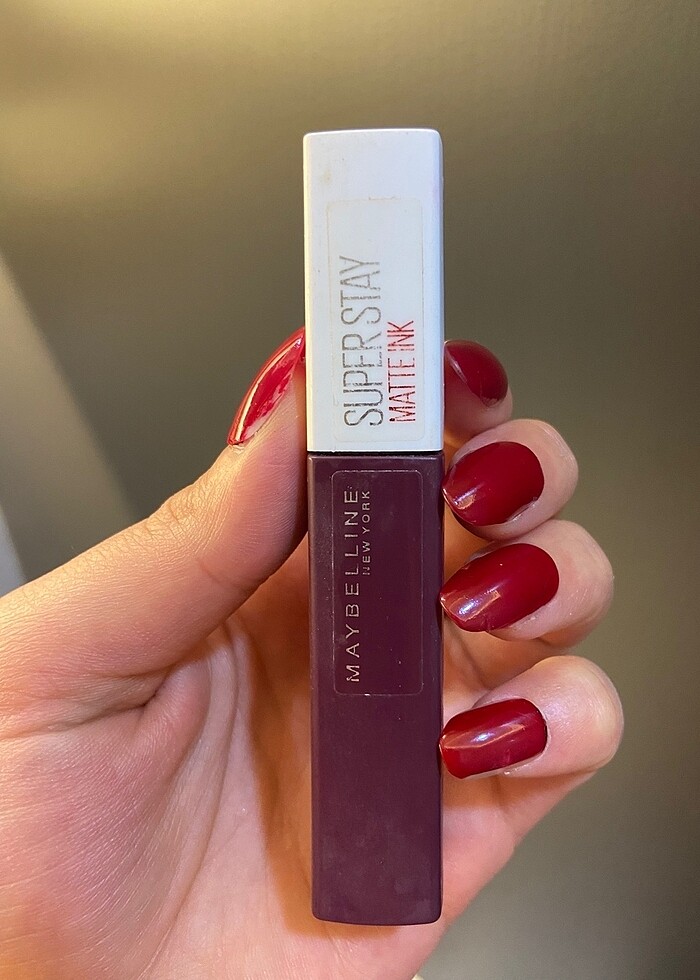 SUPER STAY
MATTE INK
MAYBELLINE
NEW YORK